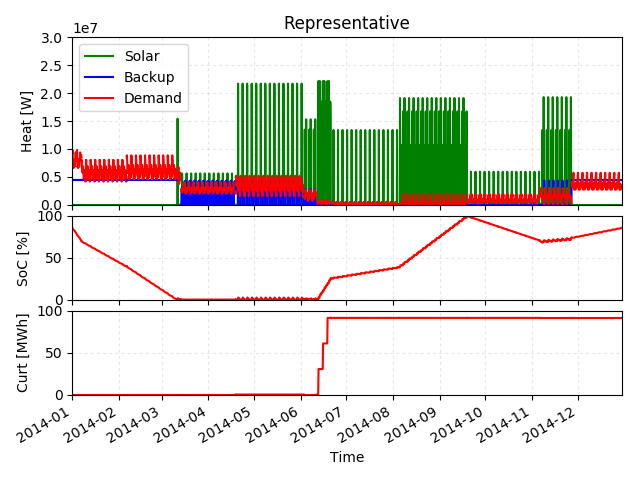 Representative
1e7
3.0
2.5
2.0
1.5
1.0
0.5
0.0
Heat [W]
Solar
Backup
Demand
100
50
0
SoC [%]
100
50
0
Curt [MWh]
2014-01
2014-02
2014-03
2014-04
2014-05
2014-06
2014-07
2014-08
2014-09
2014-10
2014-11
2014-12
Time